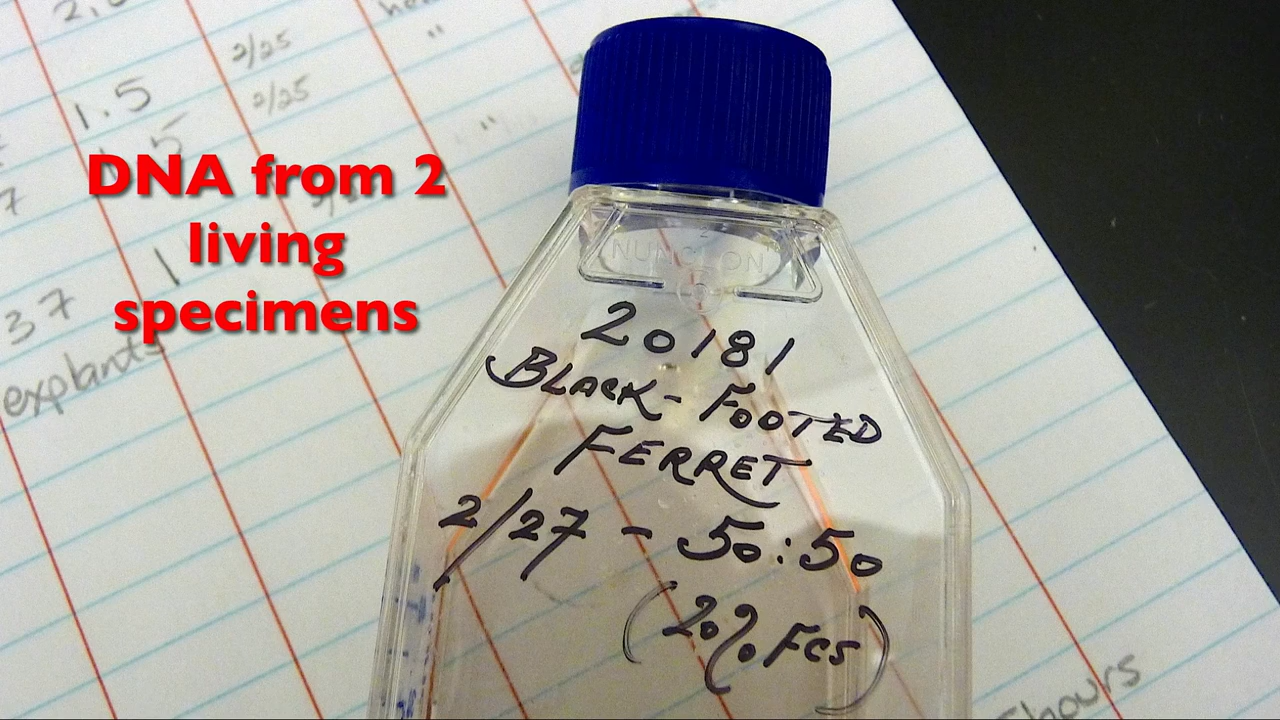 2/25
1.5
2/25
DNA from 2
living
specimens
7
1
37
explants
NUNCLON
20181
BLACK-FOOTED
FERRET
2/27 - 50:50
(20% FCS)
hours